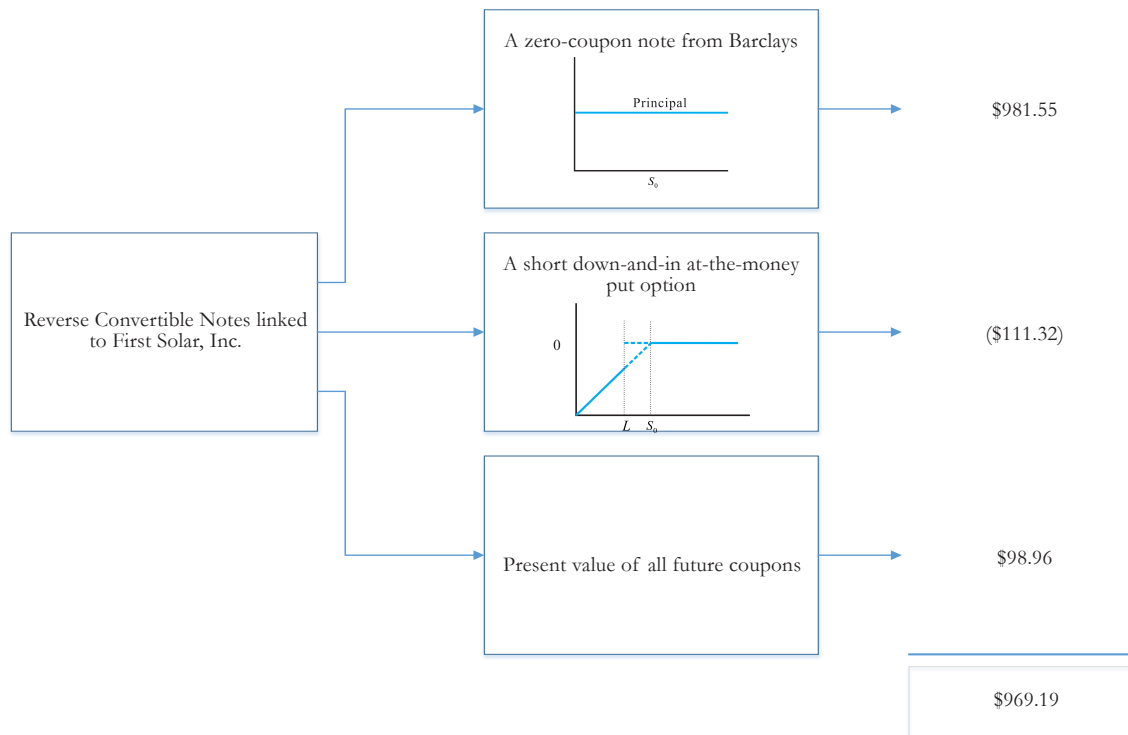 A zero-coupon note from Barclays
Principal
S₀
$981.55
Reverse Convertible Notes linked
to First Solar, Inc.
A short down-and-in at-the-money
put option
0
L S₀
($111.32)
Present value of all future coupons
$98.96
$969.19